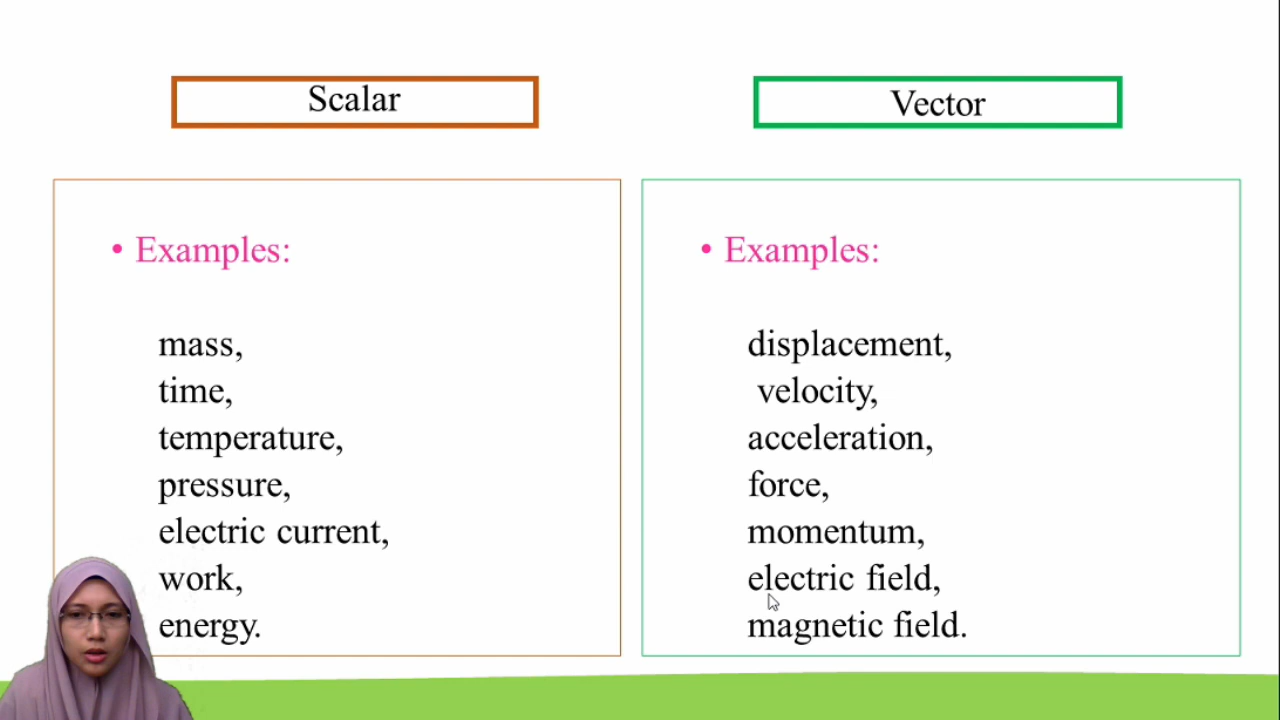 Scalar
• Examples:
mass,
time,
temperature,
pressure,
electric current,
work,
energy.
Vector
• Examples:
displacement,
velocity,
acceleration,
force,
momentum,
electric field,
magnetic field.